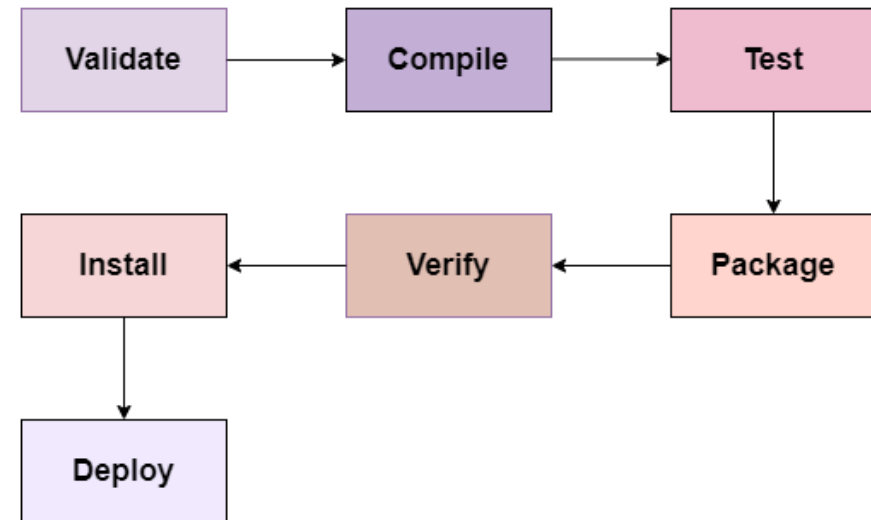 Validate
Compile
Test
Install
Verify
Package
Deploy